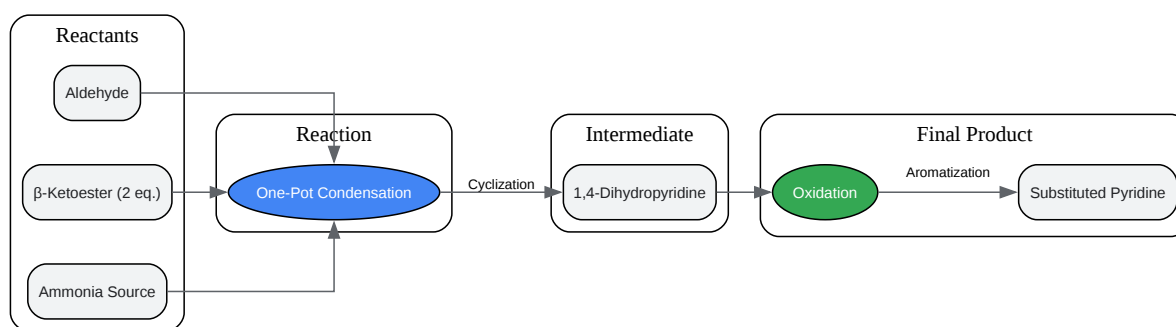 Reactants
Aldehyde
β-Ketoester (2 eq.)
Ammonia Source
Reaction
One-Pot Condensation
Cyclization
Intermediate
1,4-Dihydropyridine
Final Product
Oxidation
Aromatization
Substituted Pyridine